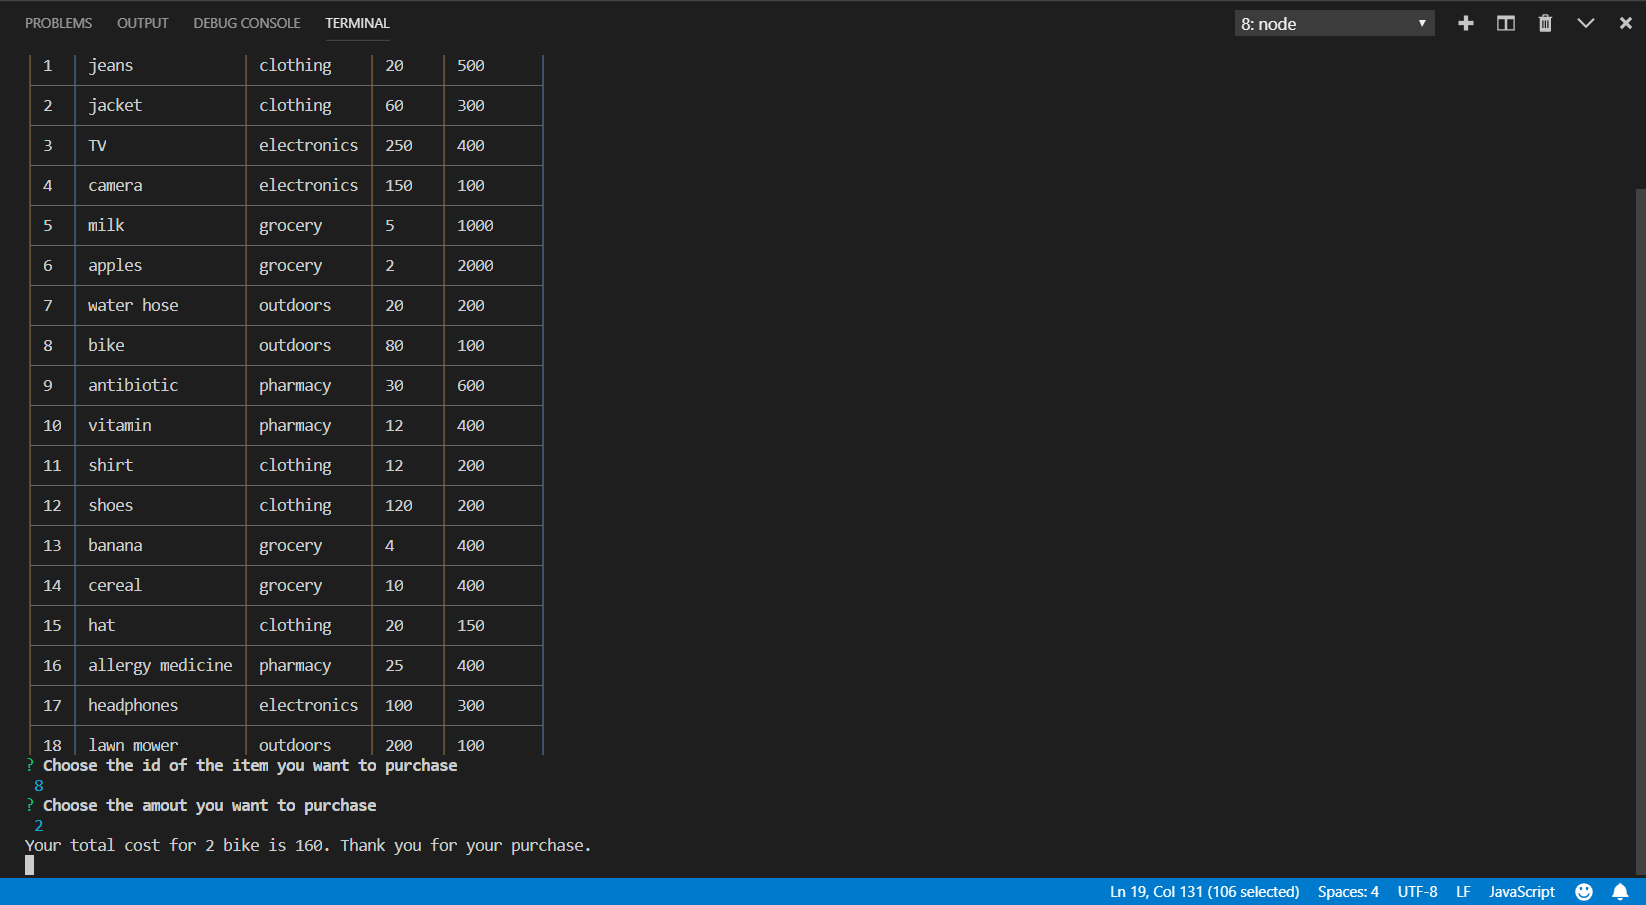 PROBLEMS OUTPUT DEBUG CONSOLE TERMINAL 8: node
1 jeans clothing 20 500
2 jacket clothing 60 300
3 TV electronics 250 400
4 camera electronics 150 100
5 milk grocery 5 1000
6 apples grocery 2 2000
7 water hose outdoors 20 200
8 bike outdoors 80 100
9 antibiotic pharmacy 30 600
10 vitamin pharmacy 12 400
11 shirt clothing 12 200
12 shoes clothing 120 200
13 banana grocery 4 400
14 cereal grocery 10 400
15 hat clothing 20 150
16 allergy medicine pharmacy 25 400
17 headphones electronics 100 300
18 lawn mower outdoors 200 100
? Choose the id of the item you want to purchase
8
? Choose the amout you want to purchase
2
Your total cost for 2 bike is 160. Thank you for your purchase.
Ln 19, Col 131 (106 selected) Spaces: 4 UTF-8 LF JavaScript